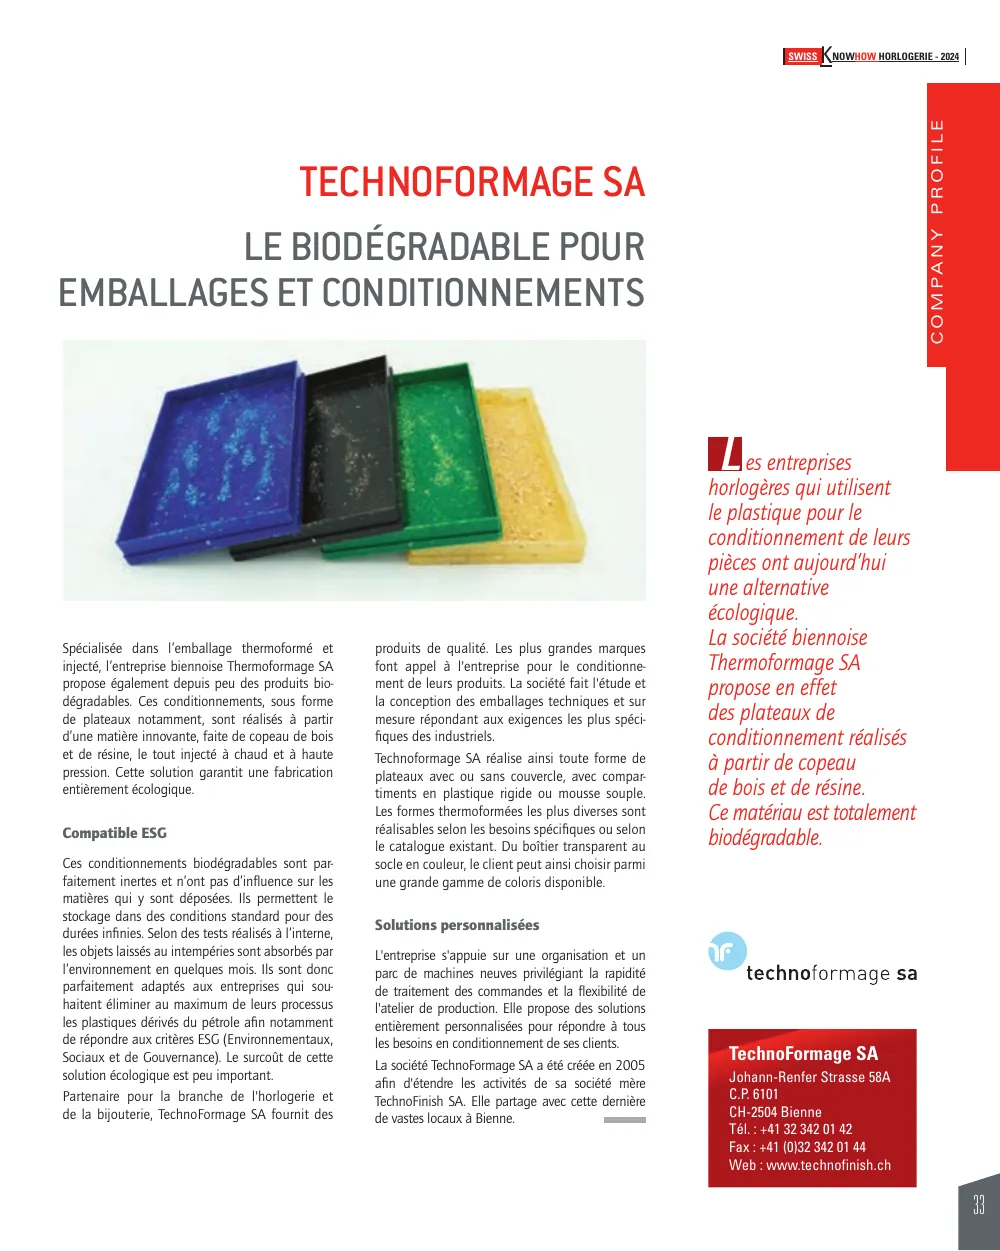 SWISS KNOWHOW HORLOGERIE - 2024
COMPANY PROFILE
TECHNOFORMAGE SA
LE BIODÉGRADABLE POUR
EMBALLAGES ET CONDITIONNEMENTS
Spécialisée dans l’emballage thermoformé et
injecté, l’entreprise biennoise Thermoformage SA
propose également depuis peu des produits bio-
dégradables. Ces conditionnements, sous forme
de plateaux notamment, sont réalisés à partir
d’une matière innovante, faite de copeau de bois
et de résine, le tout injecté à chaud et à haute
pression. Cette solution garantit une fabrication
entièrement écologique.
Compatible ESG
Ces conditionnements biodégradables sont par-
faitement inertes et n’ont pas d’influence sur les
matières qui y sont déposées. Ils permettent le
stockage dans des conditions standard pour des
durées infinies. Selon des tests réalisés à l’interne,
les objets laissés au intempéries sont absorbés par
l’environnement en quelques mois. Ils sont donc
parfaitement adaptés aux entreprises qui sou-
haitent éliminer au maximum de leurs processus
les plastiques dérivés du pétrole afin notamment
de répondre aux critères ESG (Environnementaux,
Sociaux et de Gouvernance). Le surcoût de cette
solution écologique est peu important.
Partenaire pour la branche de l'horlogerie et
de la bijouterie, TechnoFormage SA fournit des
produits de qualité. Les plus grandes marques
font appel à l'entreprise pour le conditionne-
ment de leurs produits. La société fait l'étude et
la conception des emballages techniques et sur
mesure répondant aux exigences les plus spéci-
fiques des industriels.
Technoformage SA réalise ainsi toute forme de
plateaux avec ou sans couvercle, avec compar-
timents en plastique rigide ou mousse souple.
Les formes thermoformées les plus diverses sont
réalisables selon les besoins spécifiques ou selon
le catalogue existant. Du boîtier transparent au
socle en couleur, le client peut ainsi choisir parmi
une grande gamme de coloris disponible.
Solutions personnalisées
L'entreprise s'appuie sur une organisation et un
parc de machines neuves privilégiant la rapidité
de traitement des commandes et la flexibilité de
l'atelier de production. Elle propose des solutions
entièrement personnalisées pour répondre à tous
les besoins en conditionnement de ses clients.
La société TechnoFormage SA a été créée en 2005
afin d'étendre les activités de sa société mère
TechnoFinish SA. Elle partage avec cette dernière
de vastes locaux à Bienne.
Les entreprises
horlogères qui utilisent
le plastique pour le
conditionnement de leurs
pièces ont aujourd’hui
une alternative
écologique.
La société biennoise
Thermoformage SA
propose en effet
des plateaux de
conditionnement réalisés
à partir de copeau
de bois et de résine.
Ce matériau est totalement
biodégradable.
technoformage sa
TechnoFormage SA
Johann-Renfer Strasse 58A
C.P. 6101
CH-2504 Bienne
Tél. : +41 32 342 01 42
Fax : +41 (0)32 342 01 44
Web : www.technofinish.ch
33